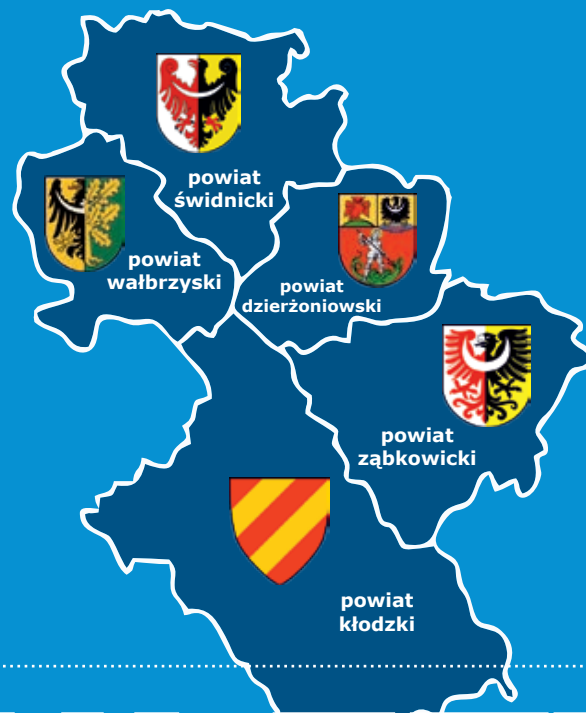 powiat
świdnicki
powiat
wałbrzyski
powiat
dzierżoniowski
powiat
ząbkowicki
powiat
kłodzki